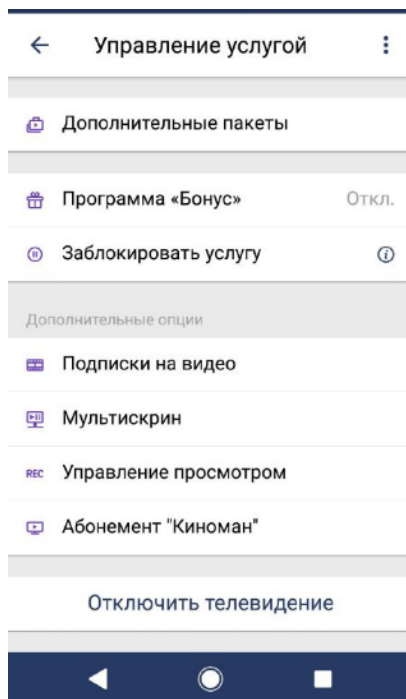 Управление услугой
Дополнительные пакеты
Программа «Бонус» Откл.
Заблокировать услугу
Дополнительные опции
Подписки на видео
Мультискрин
REC Управление просмотром
Абонемент "Киноман"
Отключить телевидение